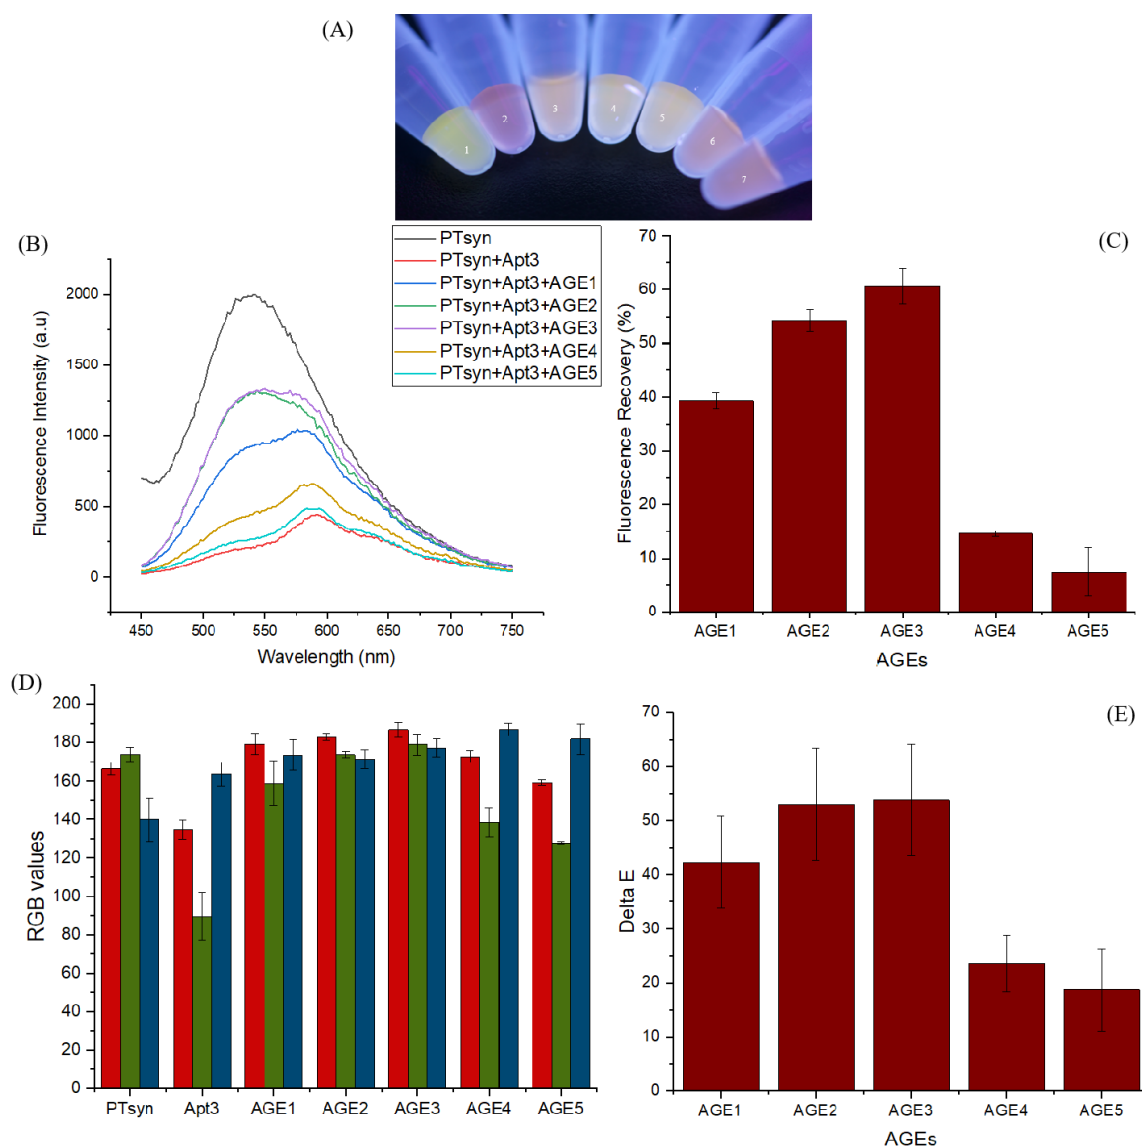 (A)
1
2
3
4
5
6
7
(B)
PTsyn
PTsyn+Apt3
PTsyn+Apt3+AGE1
PTsyn+Apt3+AGE2
PTsyn+Apt3+AGE3
PTsyn+Apt3+AGE4
PTsyn+Apt3+AGE5
Fluorescence Intensity (a.u)
2000
1500
1000
500
0
450
500
550
600
650
700
750
Wavelength (nm)
(C)
Fluorescence Recovery (%)
70
60
50
40
30
20
10
0
AGE1
AGE2
AGE3
AGE4
AGE5
AGEs
(D)
RGB values
200
180
160
140
120
100
80
60
40
20
0
PTsyn
Apt3
AGE1
AGE2
AGE3
AGE4
AGE5
(E)
Delta E
70
60
50
40
30
20
10
0
AGE1
AGE2
AGE3
AGE4
AGE5
AGEs